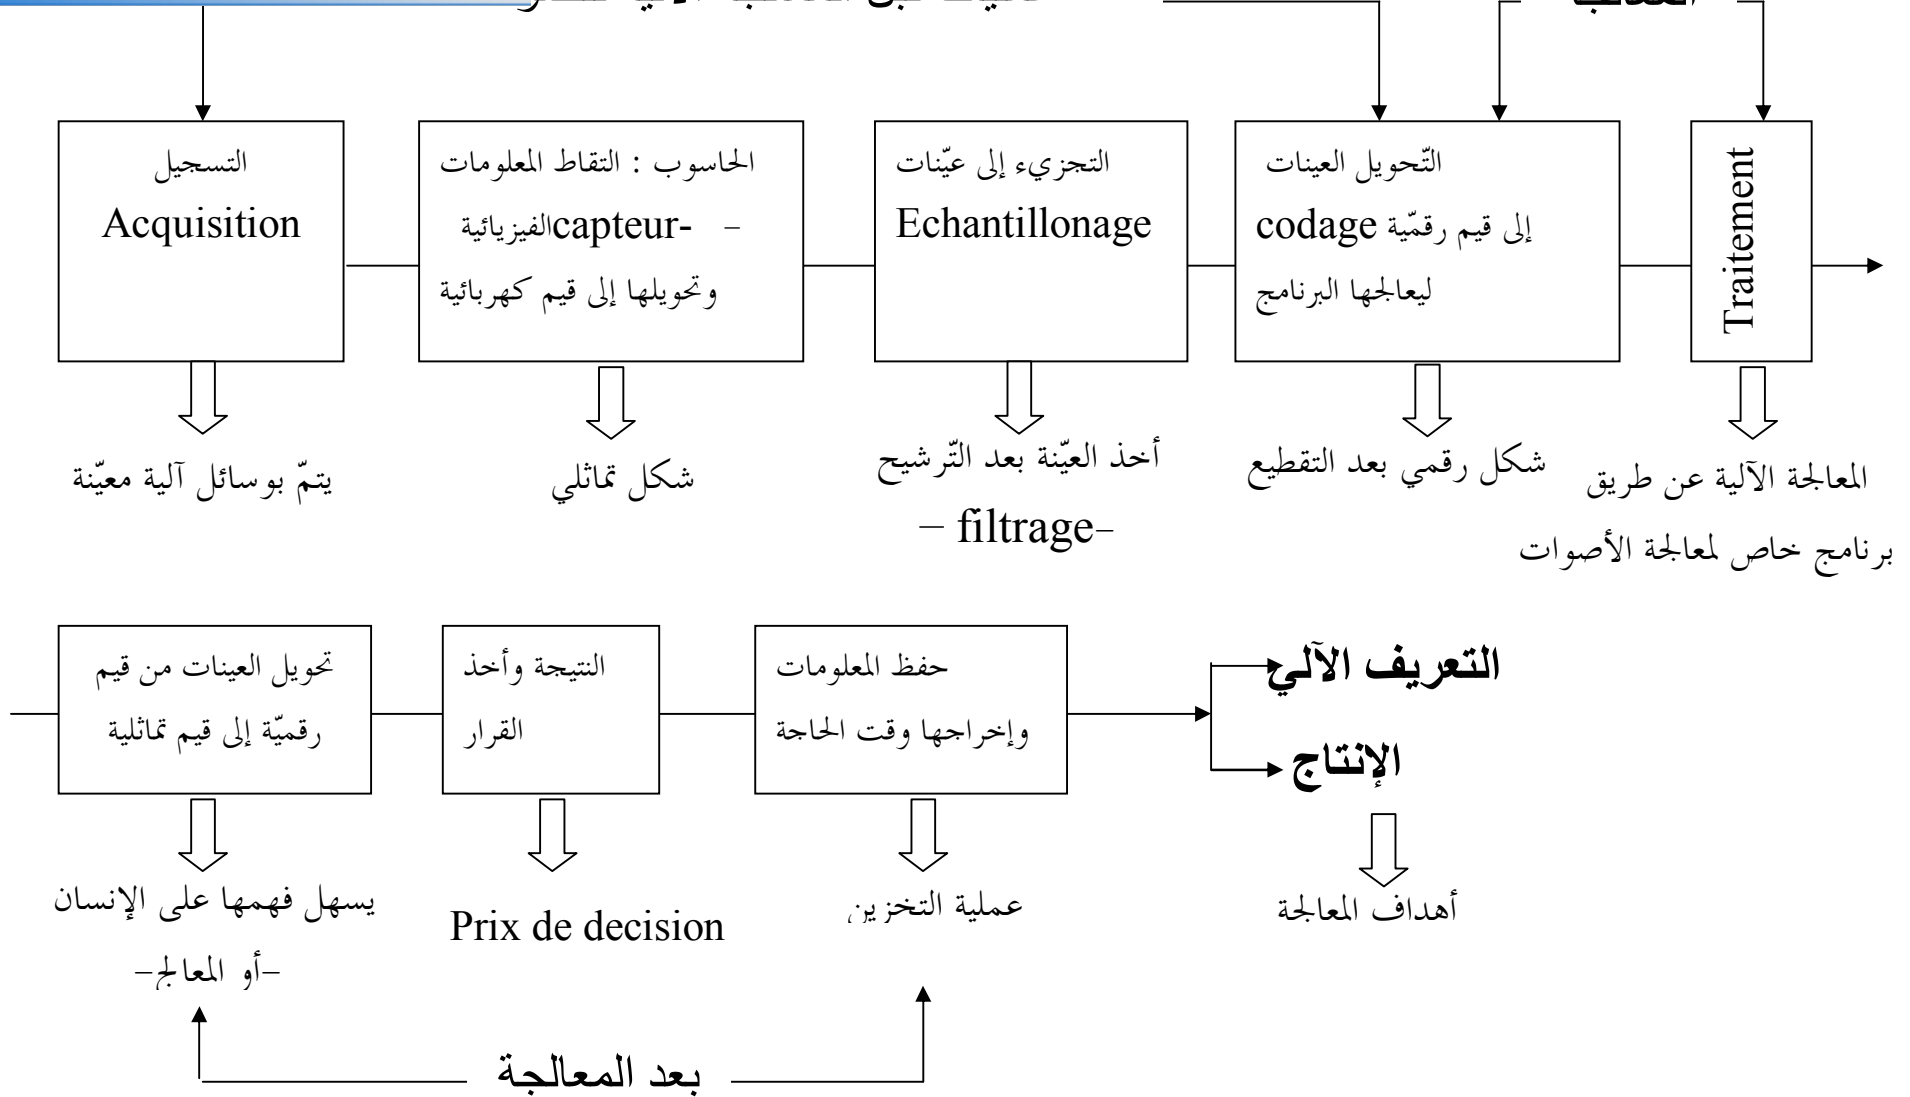 التسجيل
Acquisition
الحاسوب : التقاط المعلومات
الفيزيائية -capteur –
وتحويلها إلى قيم كهربائية
التجزيء إلى عيّنات
Echantillonage
التّحويل العينات
إلى قيم رقمّية codage
ليعالجها البرنامج
Traitement
يتمّ بوسائل آلية معيّنة
شكل تماثلي
أخذ العيّنة بعد التّرشيح
– filtrage-
شكل رقمي بعد التقطيع
المعالجة الآلية عن طريق
برنامج خاص لمعالجة الأصوات
تحويل العينات من قيم
رقميّة إلى قيم تماثلية
النتيجة وأخذ
القرار
حفظ المعلومات
وإخراجها وقت الحاجة
التعريف الآلي
الإنتاج
يسهل فهمها على الإنسان
-أو المعالج-
Prix de decision
عملية التخزين
أهداف المعالجة
بعد المعالجة